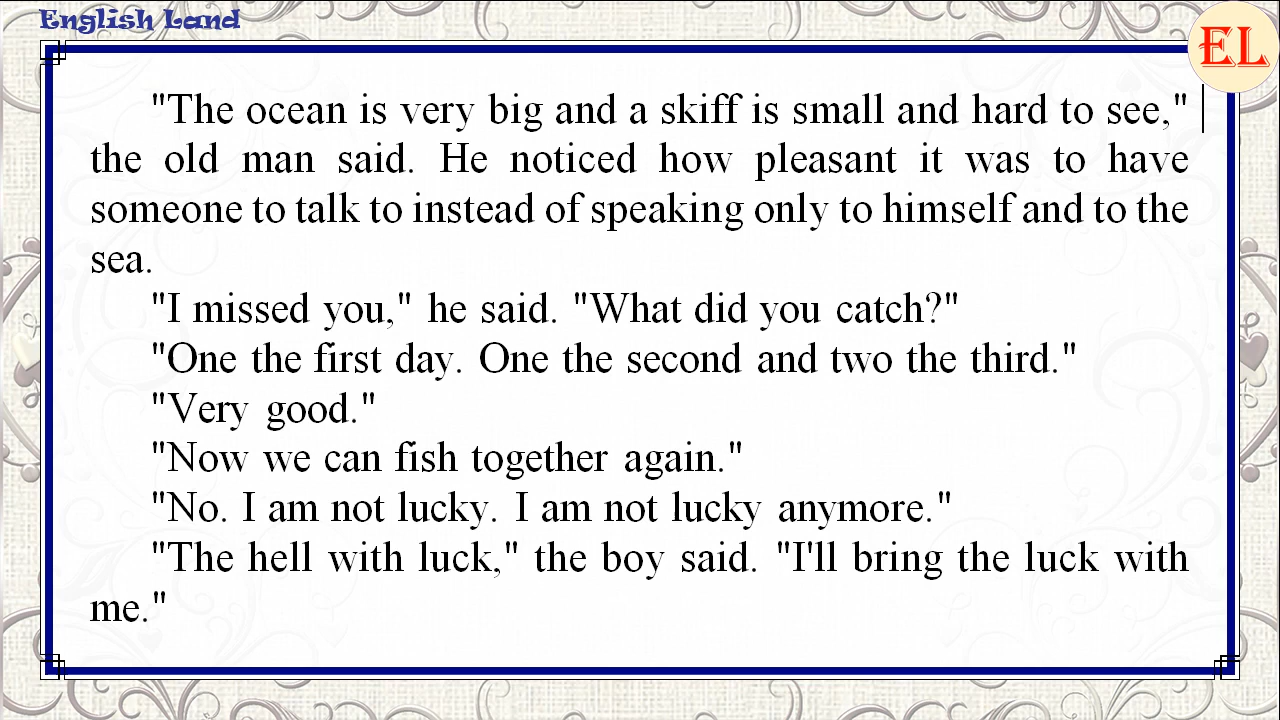 English Land
EL
"The ocean is very big and a skiff is small and hard to see,"
the old man said. He noticed how pleasant it was to have
someone to talk to instead of speaking only to himself and to the
sea.
"I missed you," he said. "What did you catch?"
"One the first day. One the second and two the third."
"Very good."
"Now we can fish together again."
"No. I am not lucky. I am not lucky anymore."
"The hell with luck," the boy said. "I'll bring the luck with
me."